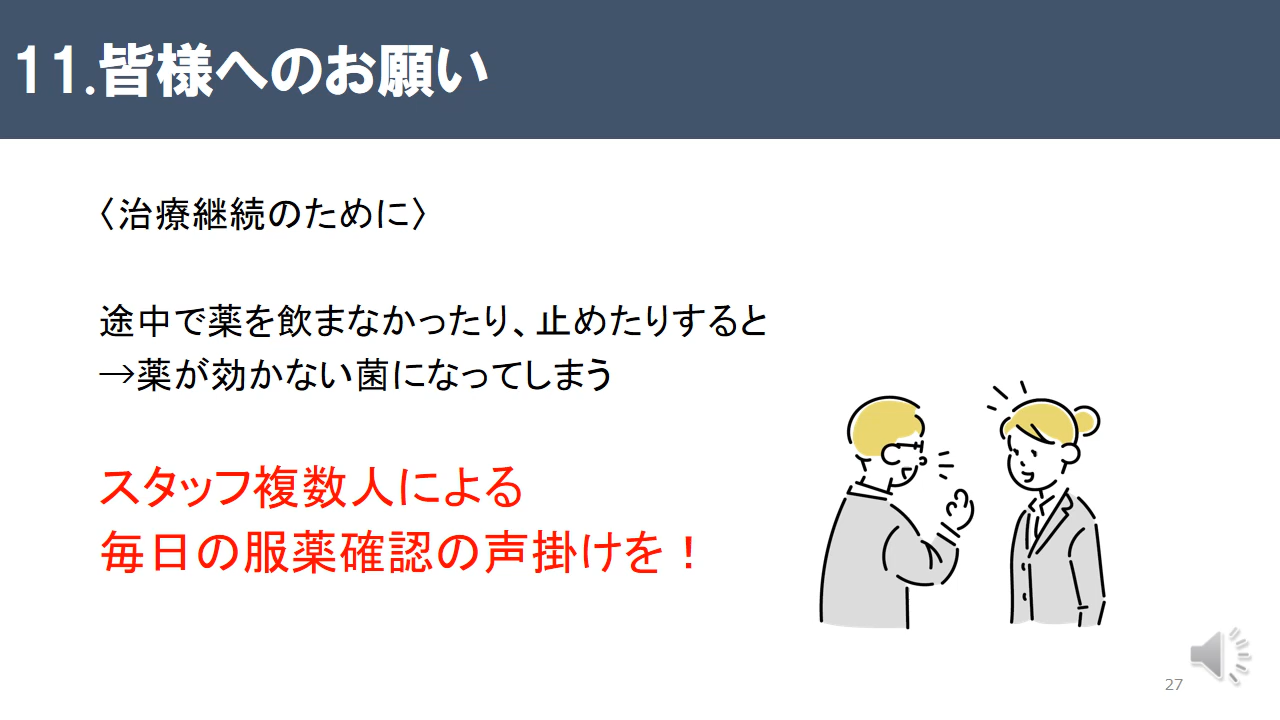 11.皆様へのお願い
〈治療継続のために〉
途中で薬を飲まなかったり、止めたりすると
→薬が効かない菌になってしまう
スタッフ複数人による
毎日の服薬確認の声掛けを！
27